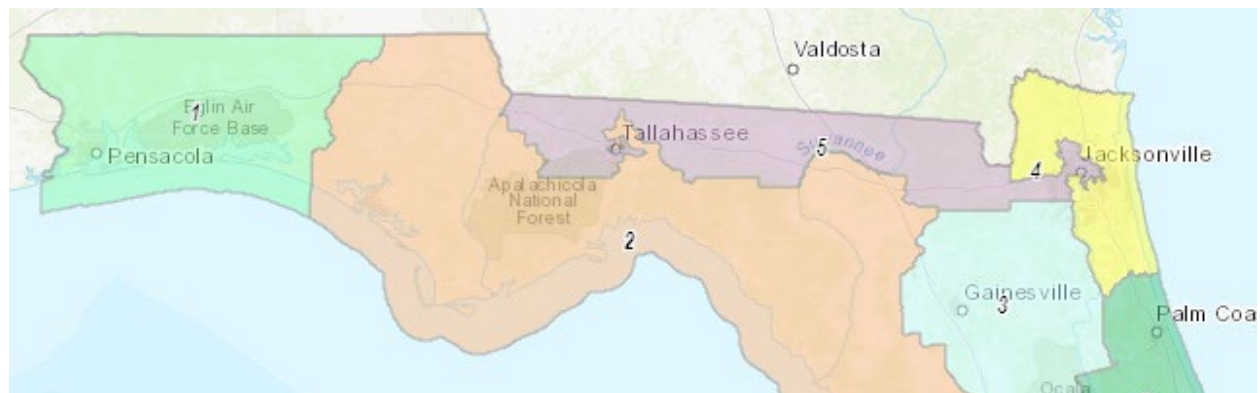 Valdosta
1
Eglin Air
Force Base
Pensacola
Tallahassee
5
Suwannee
4
Jacksonville
Apalachicola
National
Forest
2
Gainesville
3
Palm Coa
Ocala